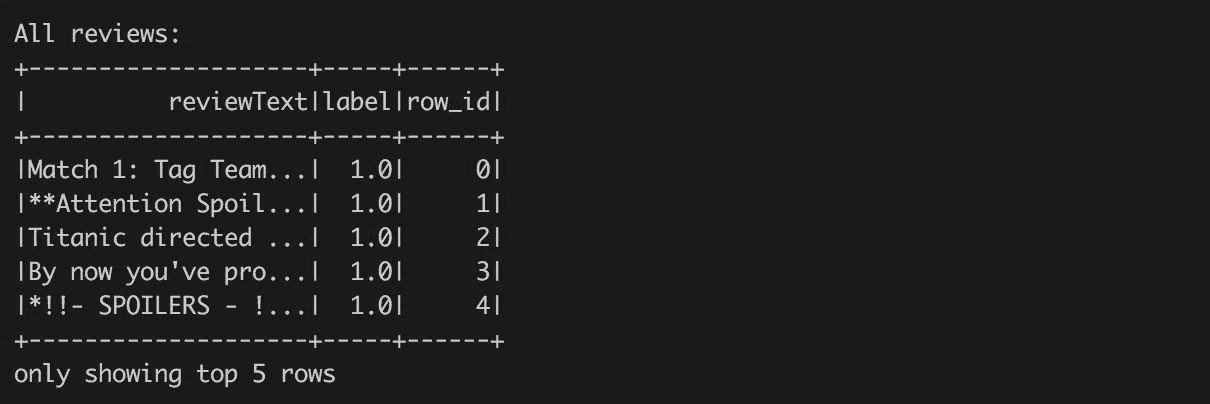 All reviews:
+--------------------+-----+------+
|          reviewText|label|row_id|
+--------------------+-----+------+
|Match 1: Tag Team...|  1.0|     0|
|**Attention Spoil...|  1.0|     1|
|Titanic directed ...|  1.0|     2|
|By now you've pro...|  1.0|     3|
|*!!- SPOILERS - !...|  1.0|     4|
+--------------------+-----+------+
only showing top 5 rows